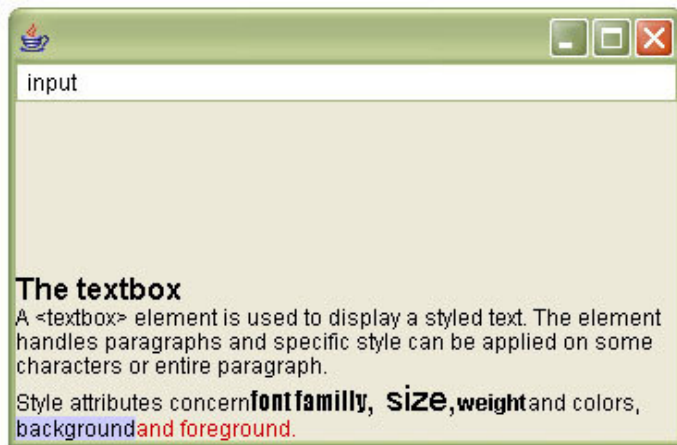 input
The textbox
A <textbox> element is used to display a styled text. The element
handles paragraphs and specific style can be applied on some
characters or entire paragraph.
Style attributes concernfont familly, size,weightand colors,
backgroundand foreground.